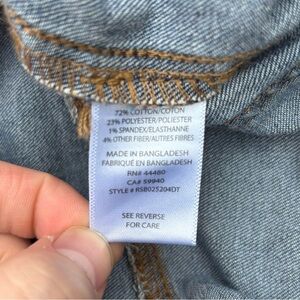 72% COTTON/COTON
23% POLYESTER/POLIESTER
1% SPANDEX/ELASTHANNE
4% OTHER FIBER/AUTRES FIBRES
MADE IN BANGLADESH
FABRIQUÉ EN BANGLADESH
RN# 44480
CA# 59940
STYLE # RSB025204DT
SEE REVERSE
FOR CARE